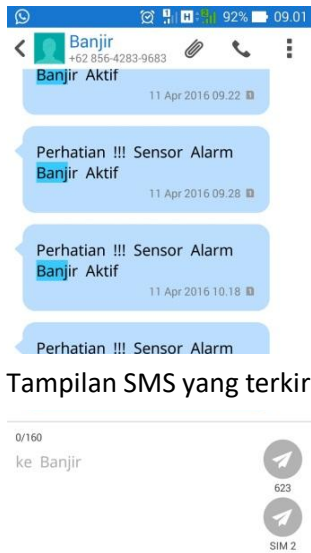 92% 09.01
Banjir
+62 856-4283-9683
Banjir Aktif
11 Apr 2016 09.22
Perhatian !!! Sensor Alarm
Banjir Aktif
11 Apr 2016 09.28
Perhatian !!! Sensor Alarm
Banjir Aktif
11 Apr 2016 10.18
Perhatian !!! Sensor Alarm
Tampilan SMS yang terkir
0/160
ke Banjir
623
SIM 2